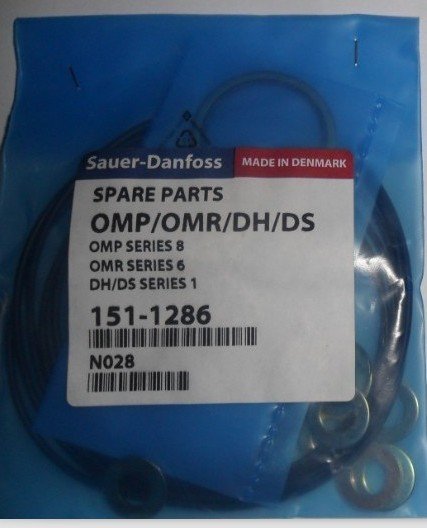 Sauer-Danfoss MADE IN DENMARK
SPARE PARTS
OMP/OMR/DH/DS
OMP SERIES 8
OMR SERIES 6
DH/DS SERIES 1
151-1286
N028